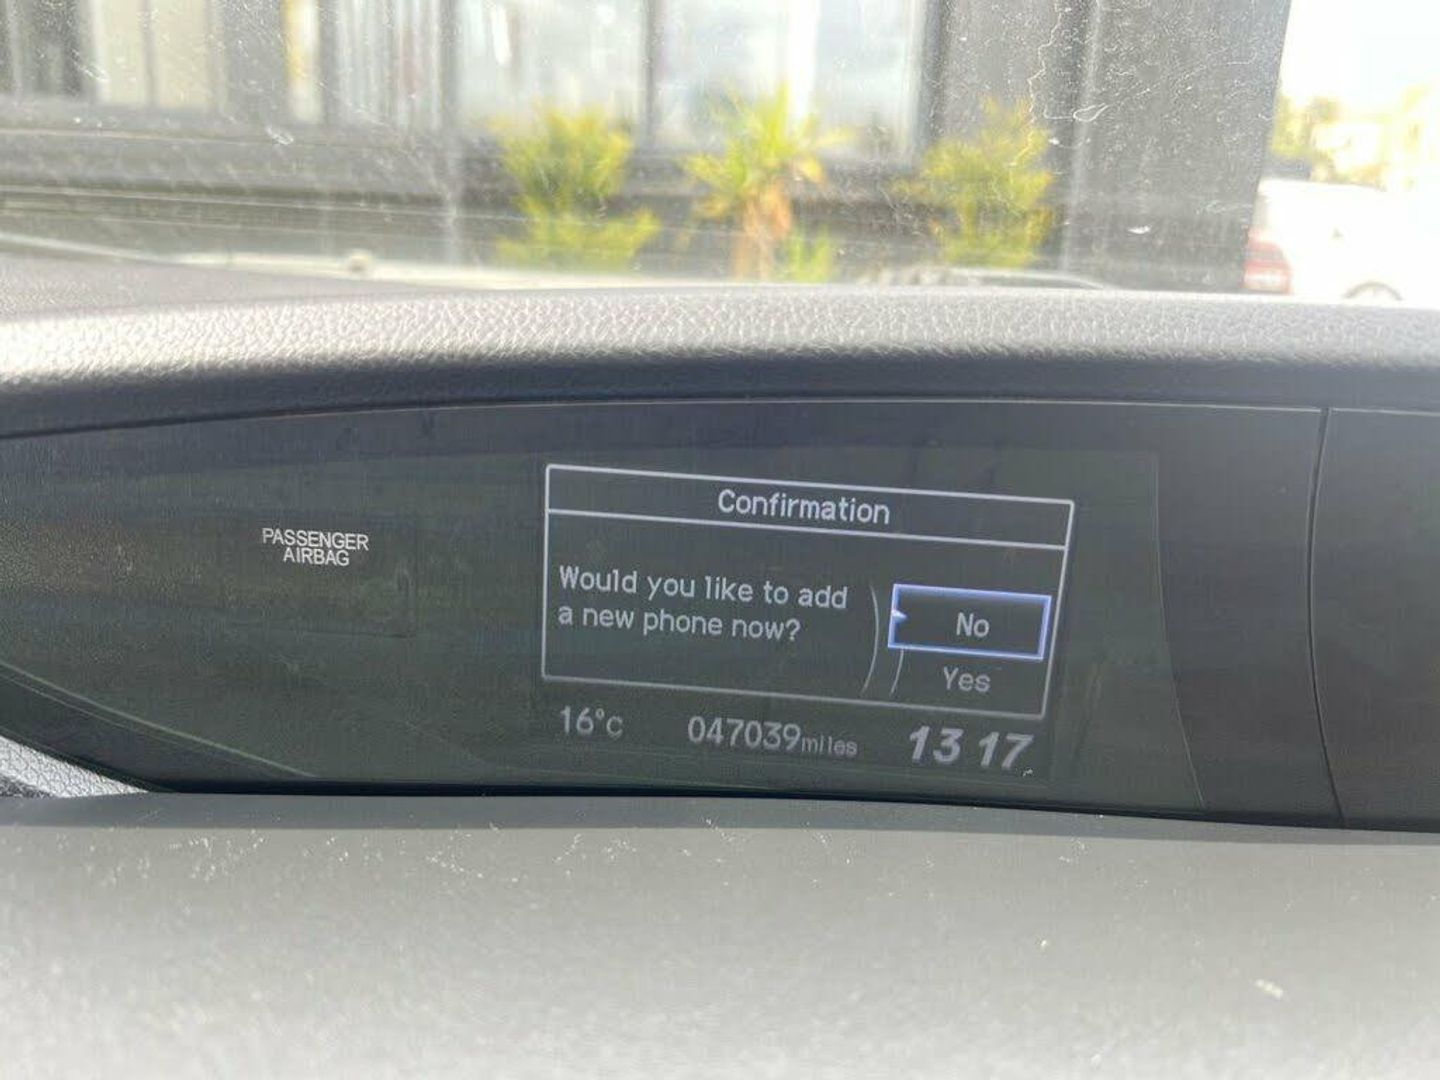 PASSENGER
AIRBAG
Confirmation
Would you like to add
a new phone now?
No
Yes
16°C 047039miles 13 17